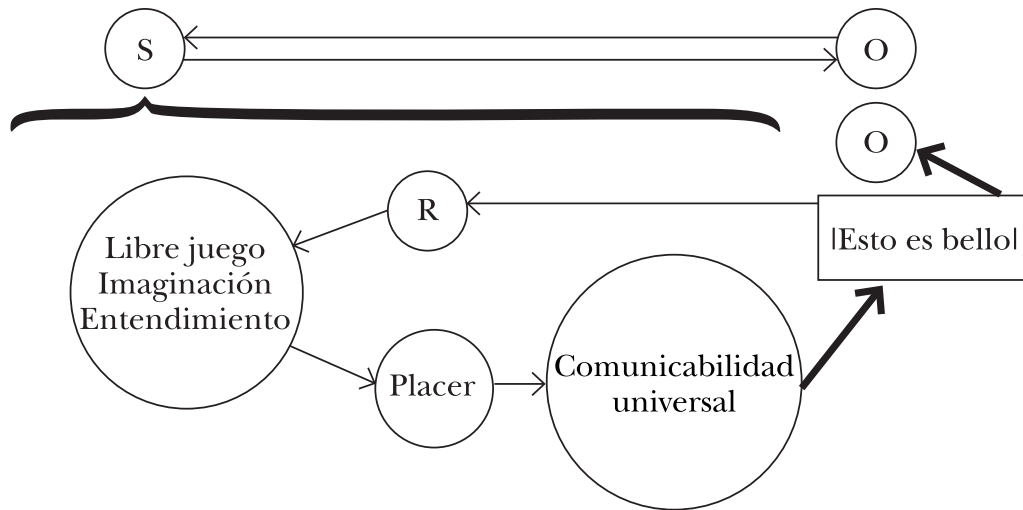 S
O
O
R
|Esto es bello|
Libre juego
Imaginación
Entendimiento
Placer
Comunicabilidad
universal